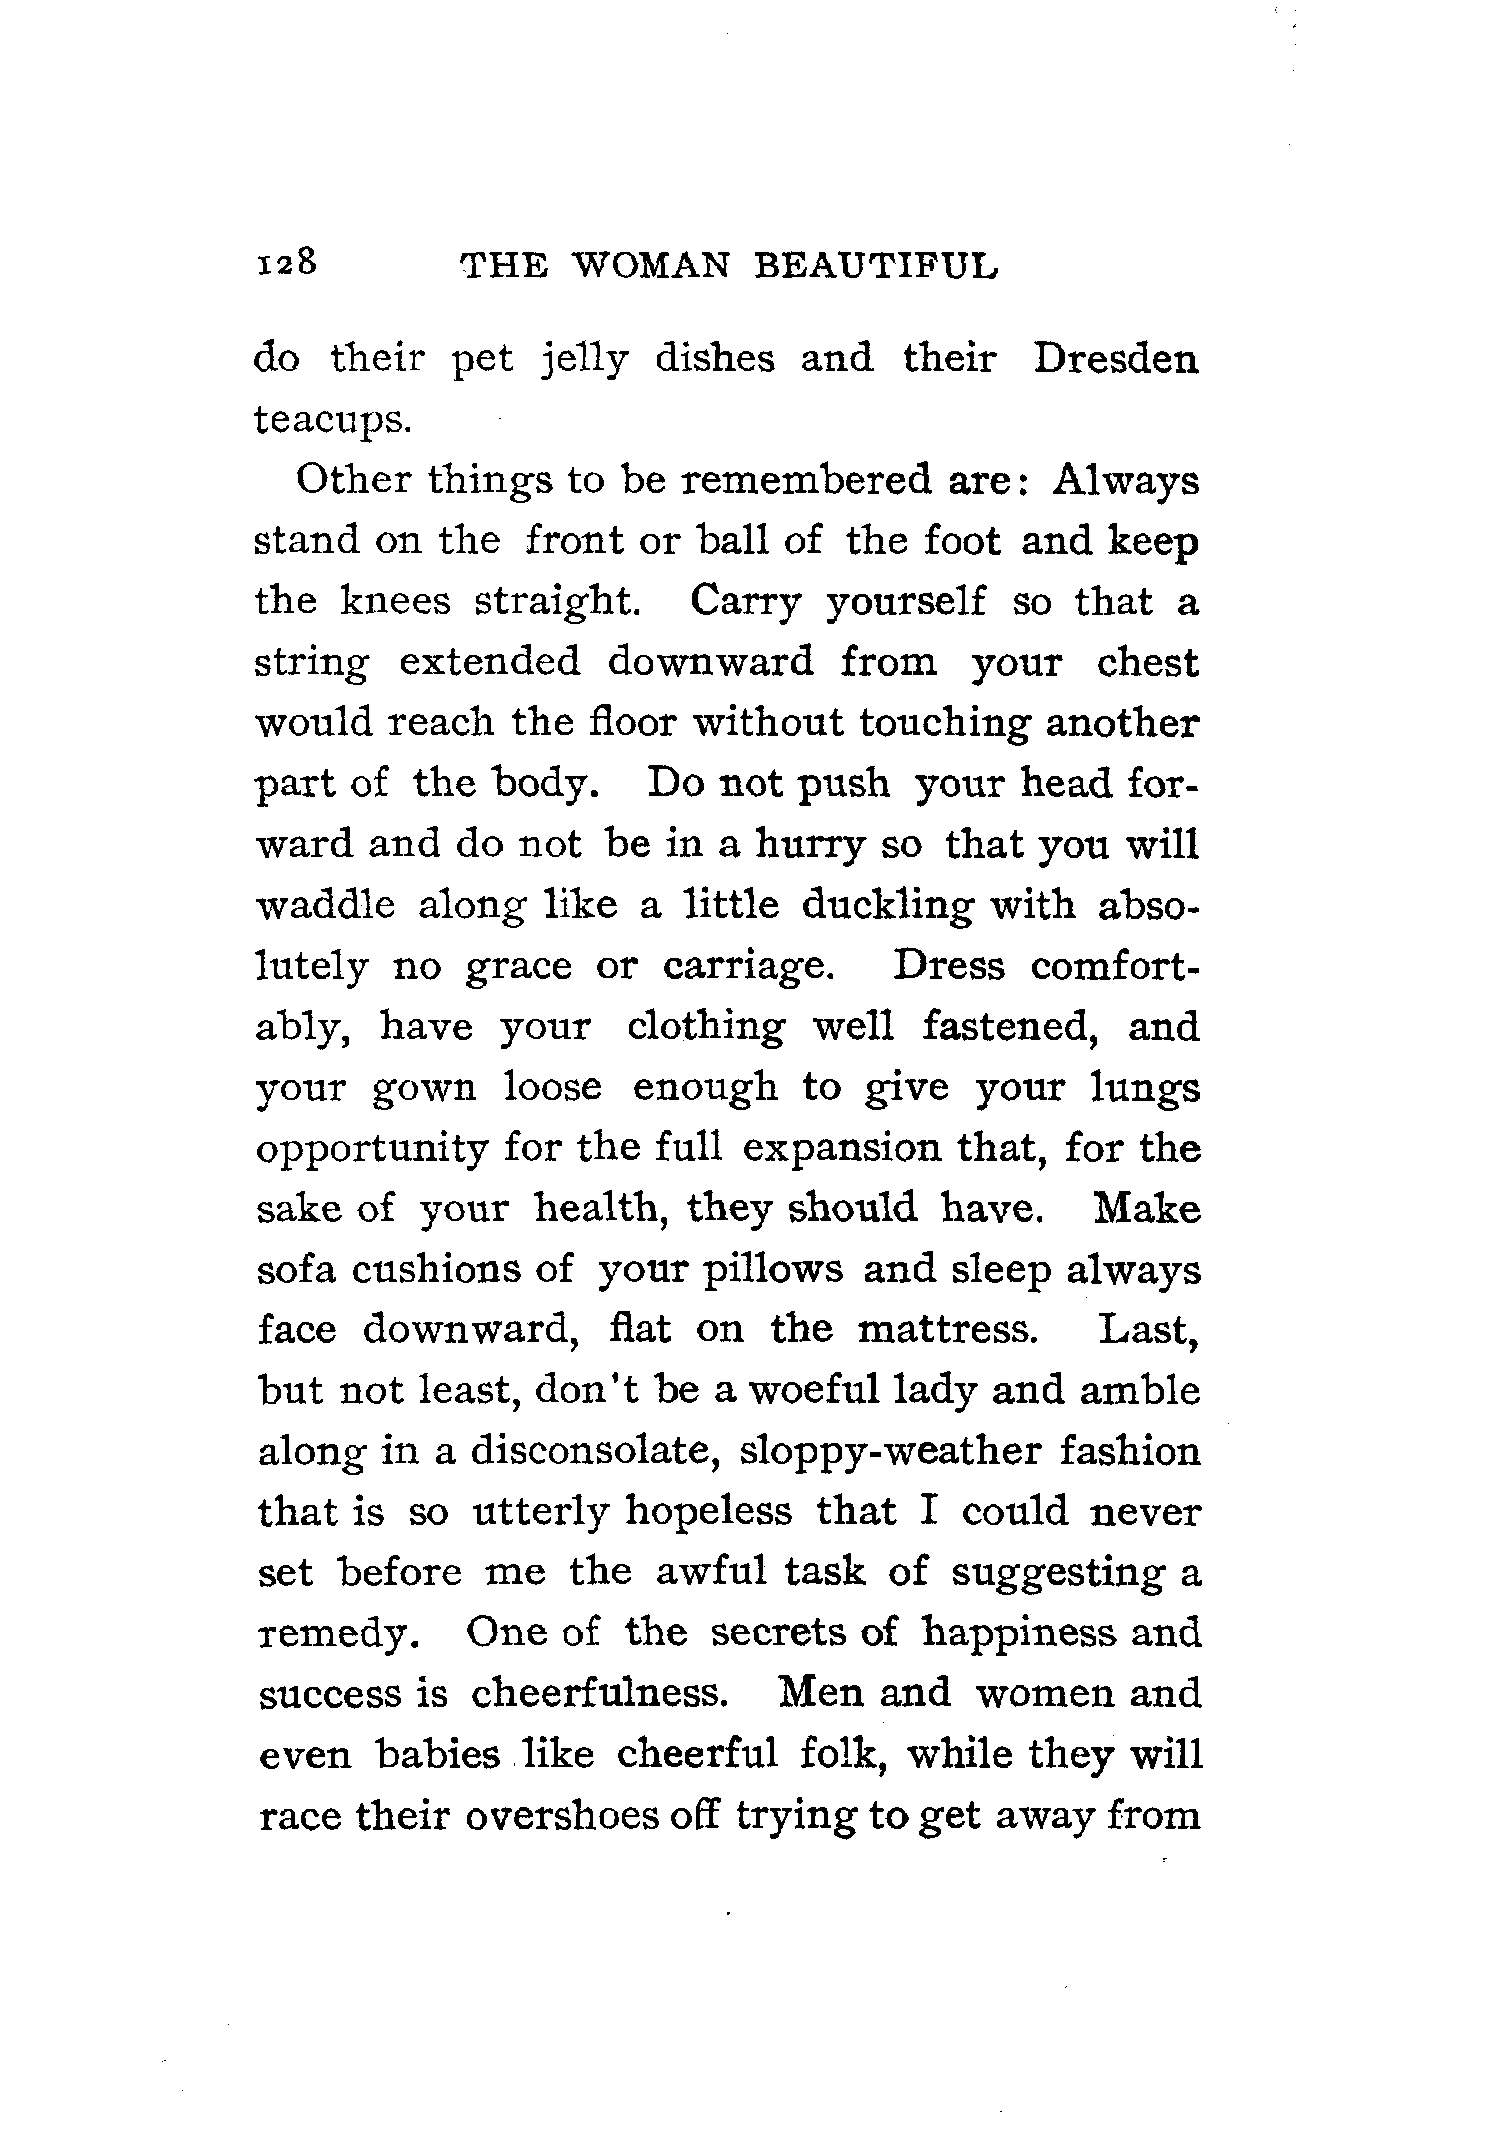 128 THE WOMAN BEAUTIFUL
do their pet jelly dishes and their Dresden
teacups.
Other things to be remembered are: Always
stand on the front or ball of the foot and keep
the knees straight. Carry yourself so that a
string extended downward from your chest
would reach the floor without touching another
part of the body. Do not push your head for-
ward and do not be in a hurry so that you will
waddle along like a little duckling with abso-
lutely no grace or carriage. Dress comfort-
ably, have your clothing well fastened, and
your gown loose enough to give your lungs
opportunity for the full expansion that, for the
sake of your health, they should have. Make
sofa cushions of your pillows and sleep always
face downward, flat on the mattress. Last,
but not least, don't be a woeful lady and amble
along in a disconsolate, sloppy-weather fashion
that is so utterly hopeless that I could never
set before me the awful task of suggesting a
remedy. One of the secrets of happiness and
success is cheerfulness. Men and women and
even babies like cheerful folk, while they will
race their overshoes off trying to get away from